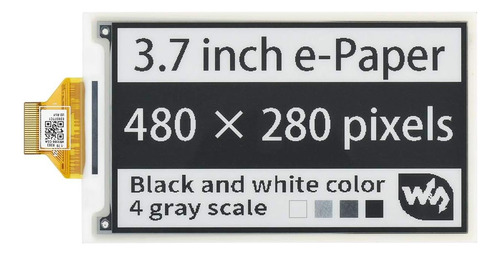 3.7 inch e-Paper
480 × 280 pixels
Black and white color
4 gray scale